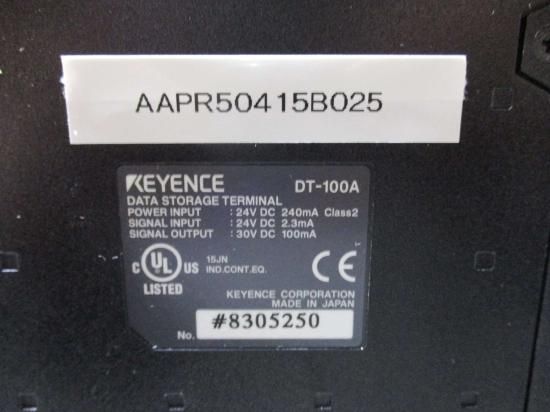 AAPR50415B025
KEYENCE DT-100A
DATA STORAGE TERMINAL
POWER INPUT : 24V DC 240mA Class2
SIGNAL INPUT : 24V DC 2.3mA
SIGNAL OUTPUT : 30V DC 100mA
C UL US
LISTED
15JN
IND.CONT.EQ.
CE
KEYENCE CORPORATION
MADE IN JAPAN
No. #8305250